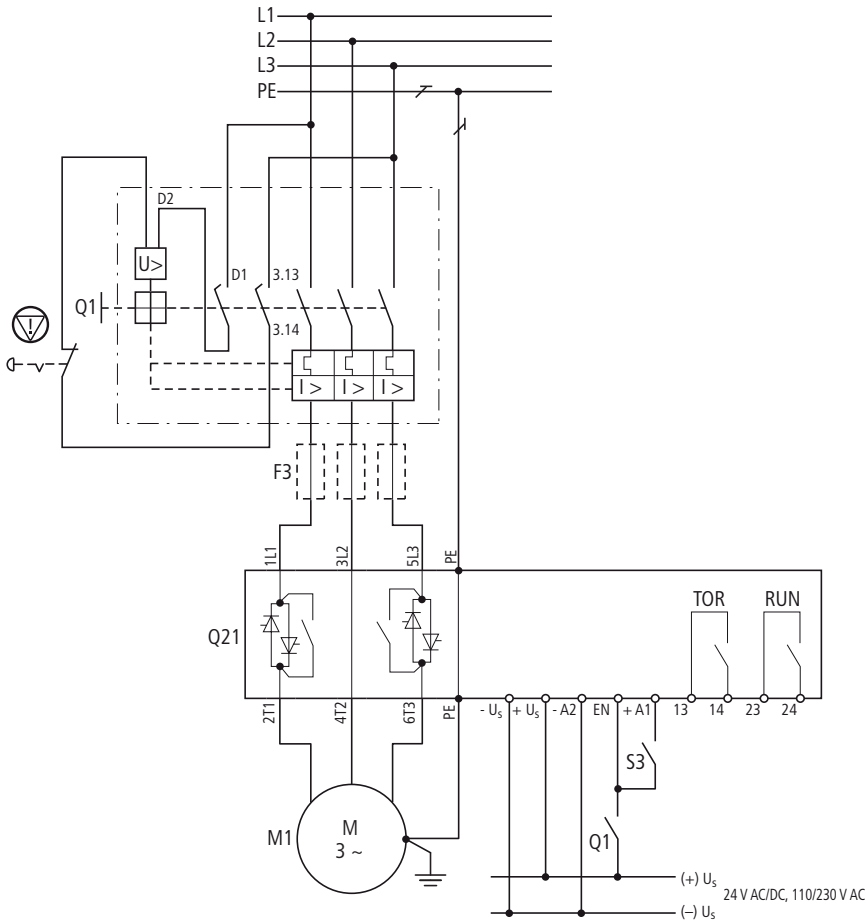 L1
L2
L3
PE
D2
U>
D1
3.13
Q1
3.14
!
I > I > I >
F3
1L1
3L2
5L3
PE
TOR
RUN
Q21
2T1
4T2
6T3
PE
- Us
+ Us
- A2
EN
+ A1
13
14
23
24
S3
M1
M
3 ~
Q1
(+) Us
24 V AC/DC, 110/230 V AC
(–) Us